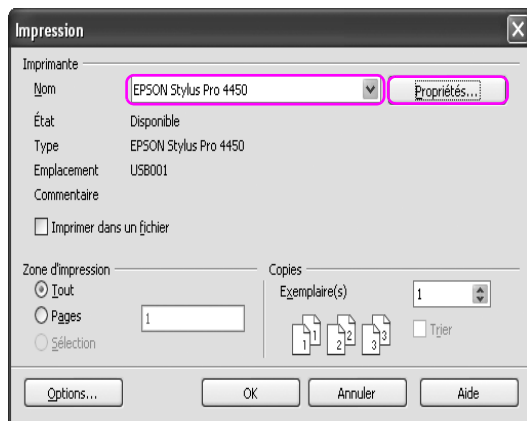 Impression
Imprimante
Nom EPSON Stylus Pro 4450 Propriétés...
État Disponible
Type EPSON Stylus Pro 4450
Emplacement USB001
Commentaire
Imprimer dans un fichier
Zone d'impression
Tout
Pages 1
Sélection
Copies
Exemplaire(s) 1
1 1 2 2 3 3
Trier
Options... OK Annuler Aide